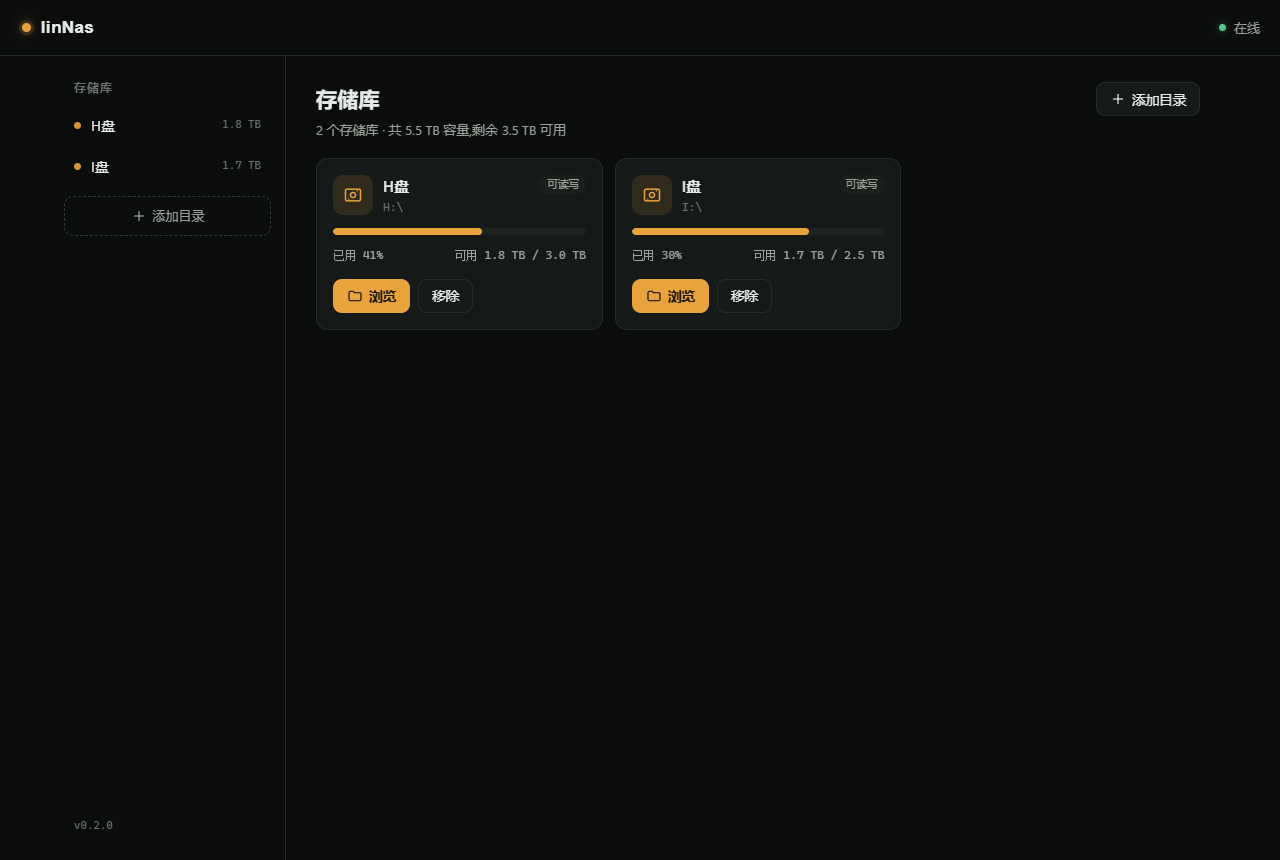 linNas
在线
存储库
H盘 1.8 TB
I盘 1.7 TB
+ 添加目录
v0.2.0
存储库
+ 添加目录
2 个存储库 · 共 5.5 TB 容量,剩余 3.5 TB 可用
H盘
可读写
H:\
已用 41%
可用 1.8 TB / 3.0 TB
浏览
移除
I盘
可读写
I:\
已用 30%
可用 1.7 TB / 2.5 TB
浏览
移除